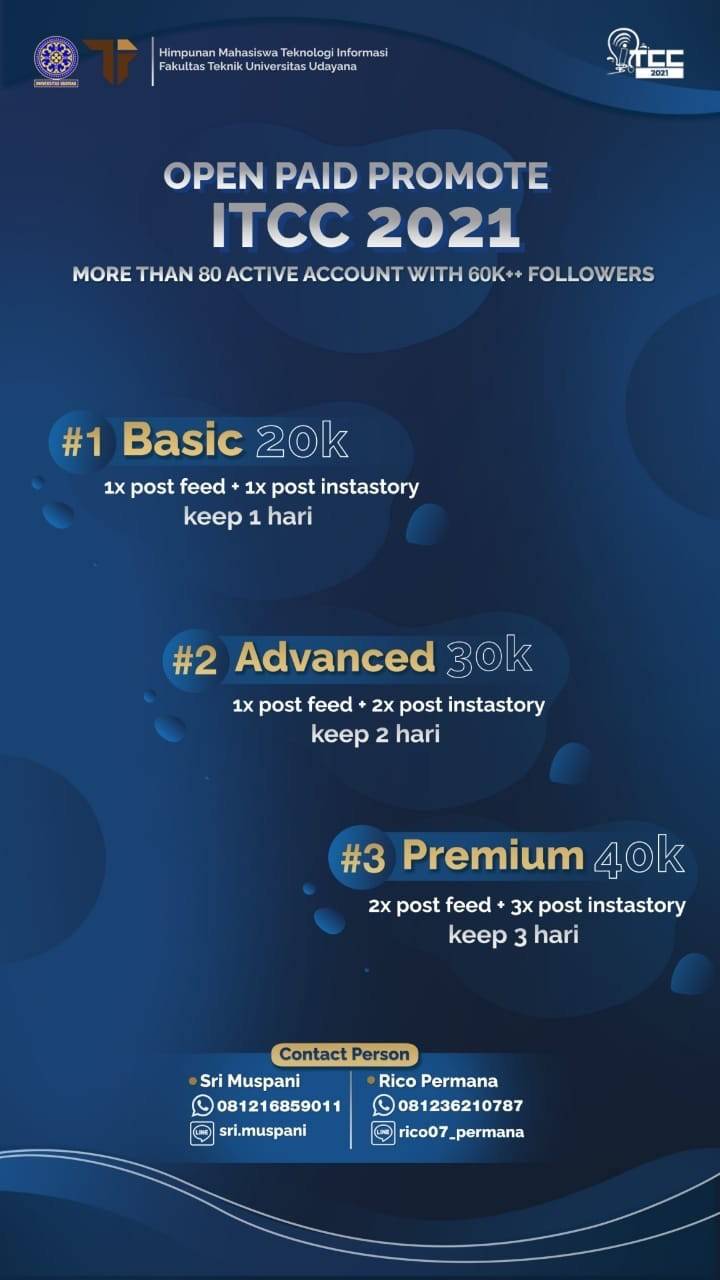 UNIVERSITAS UDAYANA
Himpunan Mahasiswa Teknologi Informasi
Fakultas Teknik Universitas Udayana
ITCC
2021
OPEN PAID PROMOTE
ITCC 2021
MORE THAN 80 ACTIVE ACCOUNT WITH 60K++ FOLLOWERS
#1 Basic 20k
1x post feed + 1x post instastory
keep 1 hari
#2 Advanced 30k
1x post feed + 2x post instastory
keep 2 hari
#3 Premium 40k
2x post feed + 3x post instastory
keep 3 hari
Contact Person
Sri Muspani
081216859011
LINE sri.muspani
Rico Permana
081236210787
LINE rico07_permana